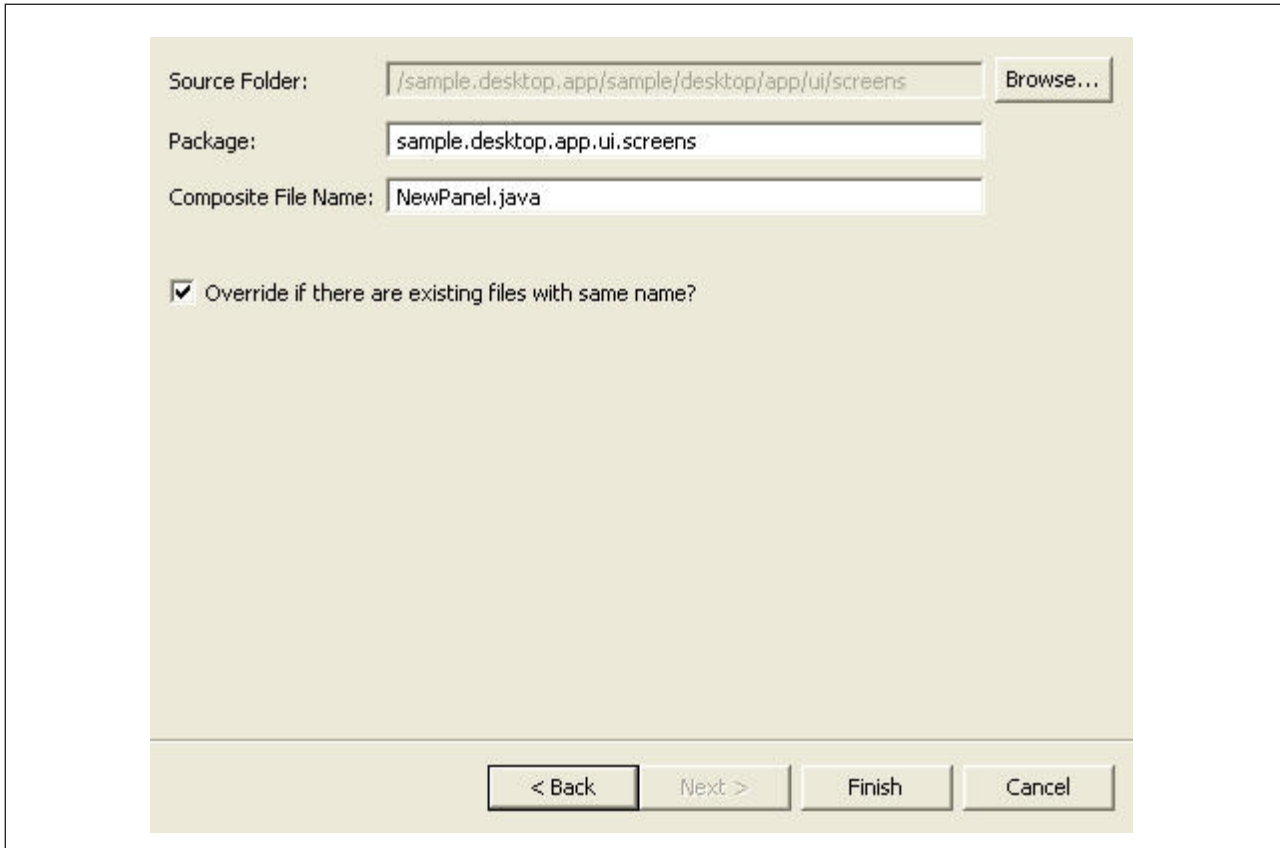 Source Folder: /sample.desktop.app/sample/desktop/app/ui/screens Browse...
Package: sample.desktop.app.ui.screens
Composite File Name: NewPanel.java
Override if there are existing files with same name?
< Back Next > Finish Cancel